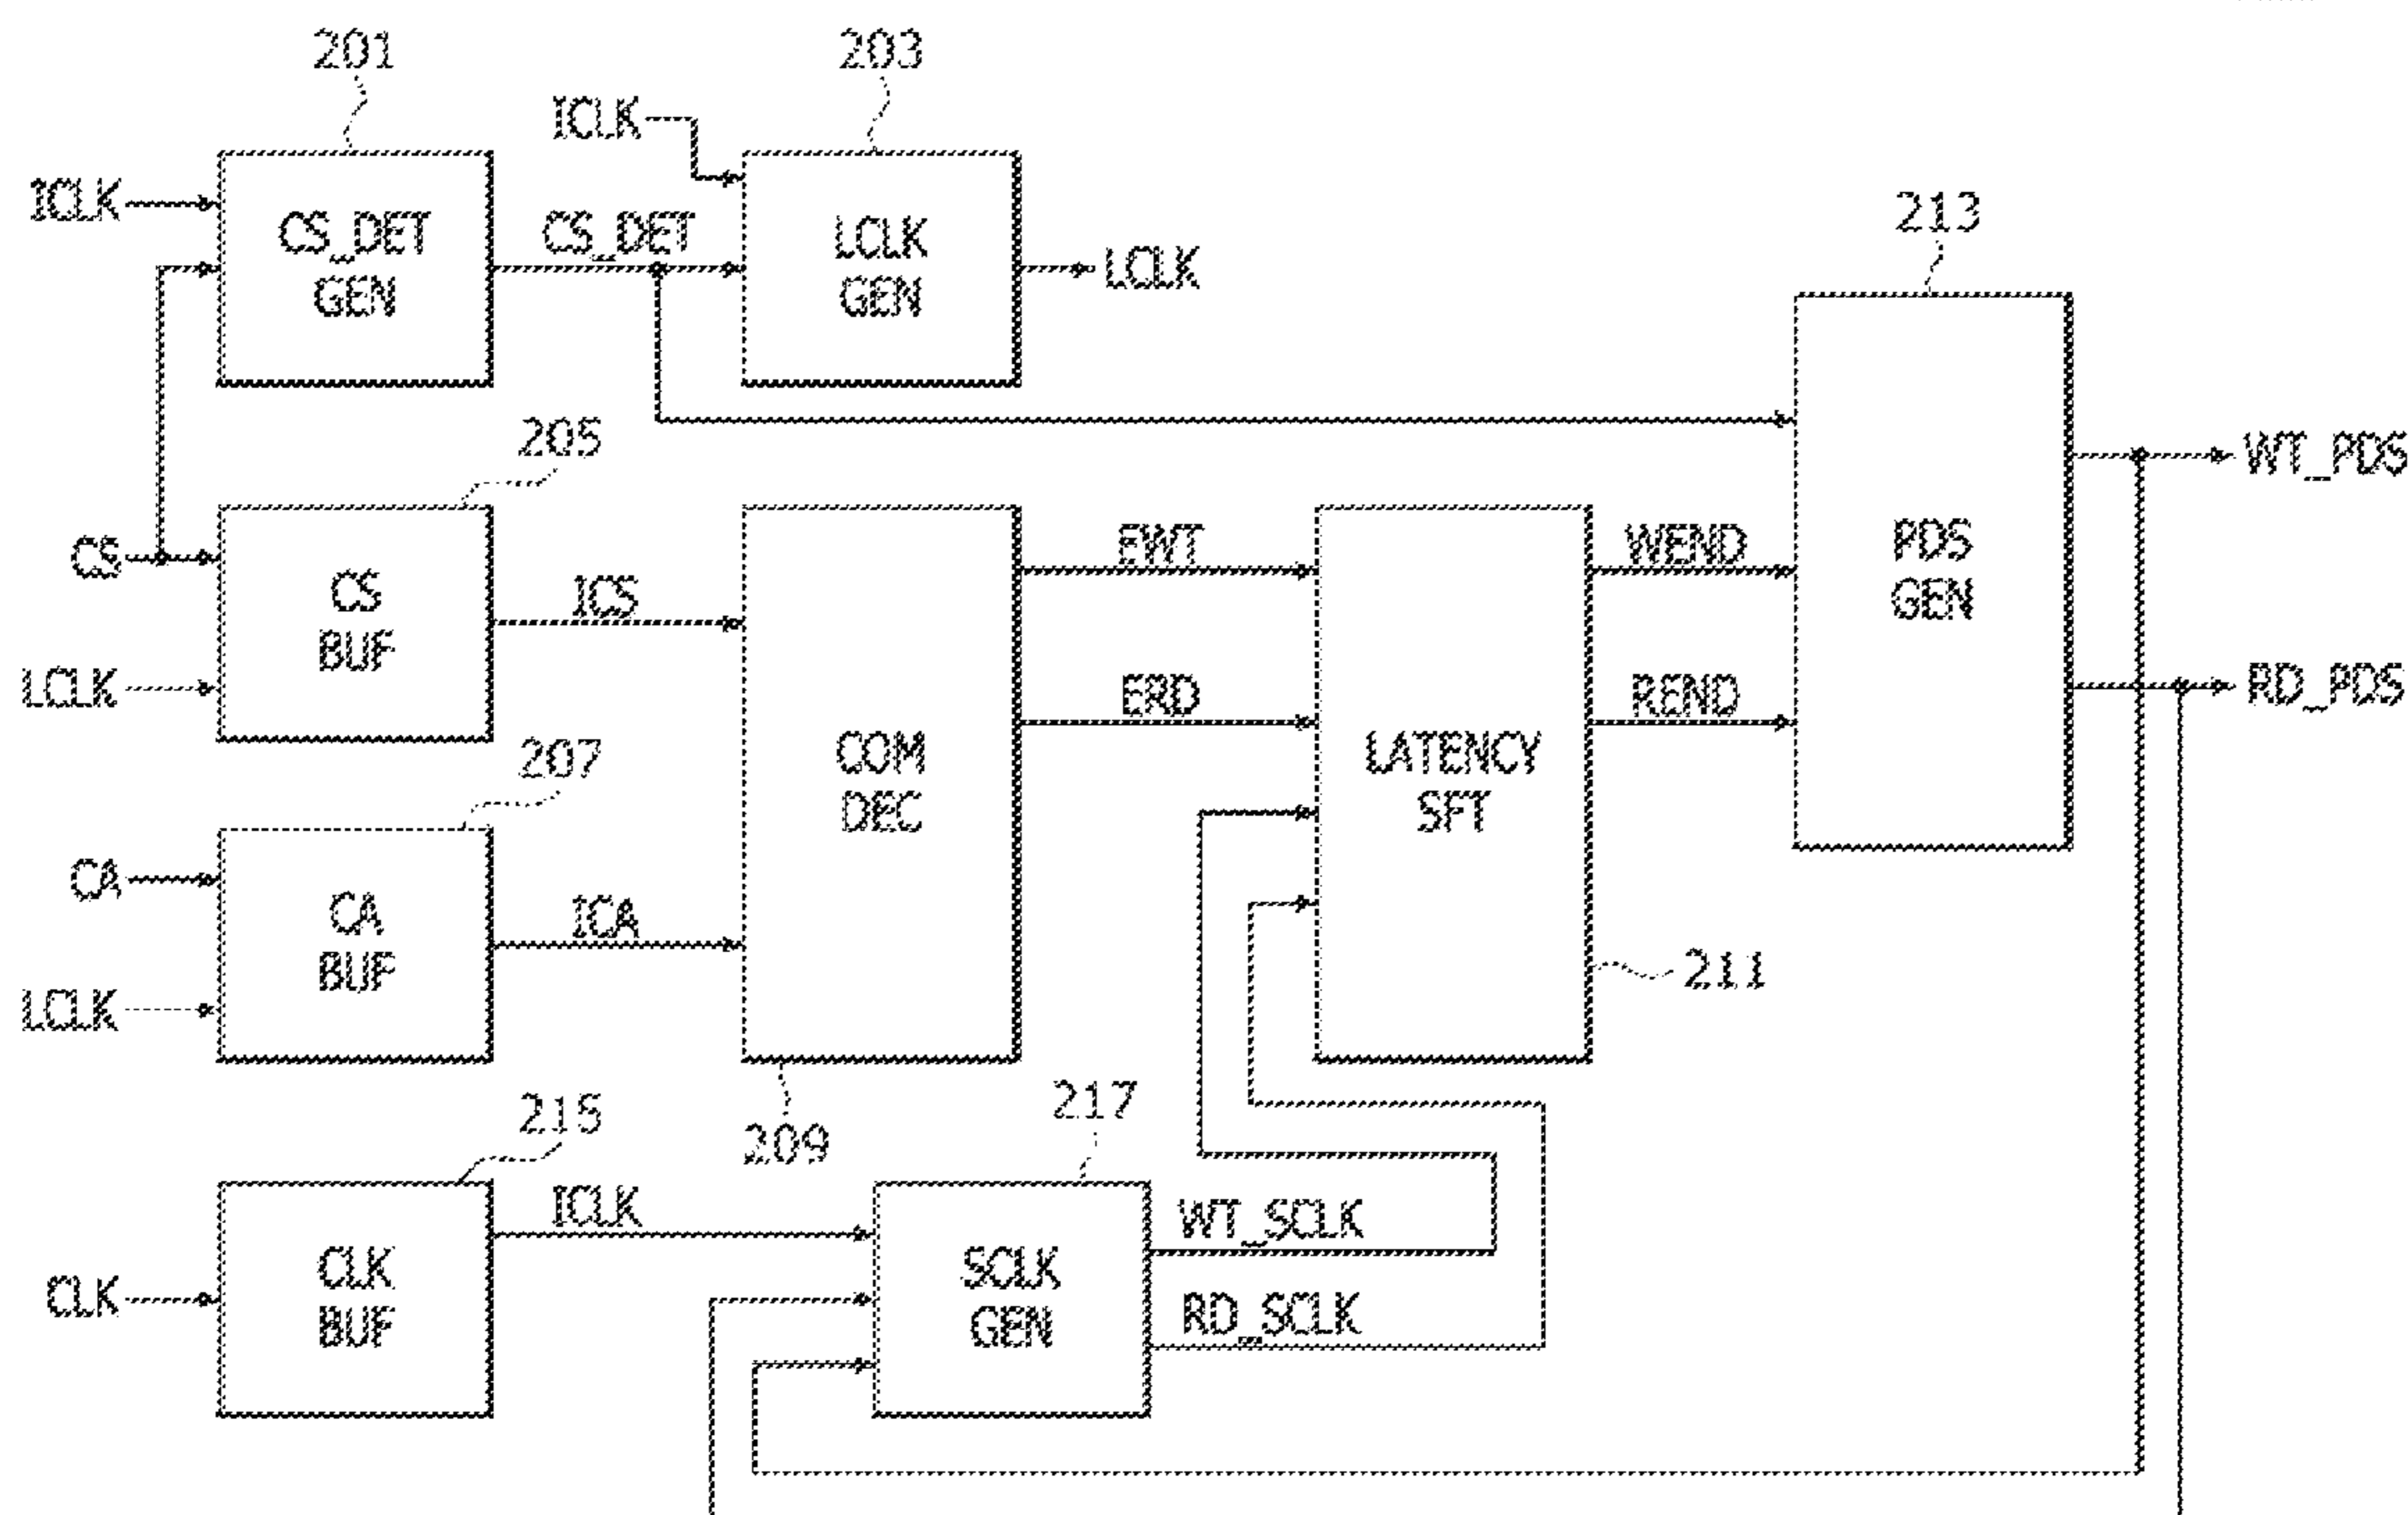 201
203
ICLK
ICLK
CS_DET
GEN
CS_DET
LCLK
GEN
LCLK
213
205
WT_PDS
CS
CS
BUF
ICS
EWT
WEND
PDS
GEN
LCLK
ERD
REND
RD_PDS
207
COM
DEC
LATENCY
SFT
CA
CA
BUF
ICA
211
LCLK
215
209
217
ICLK
WT_SCLK
CLK
CLK
BUF
SCLK
GEN
RD_SCLK